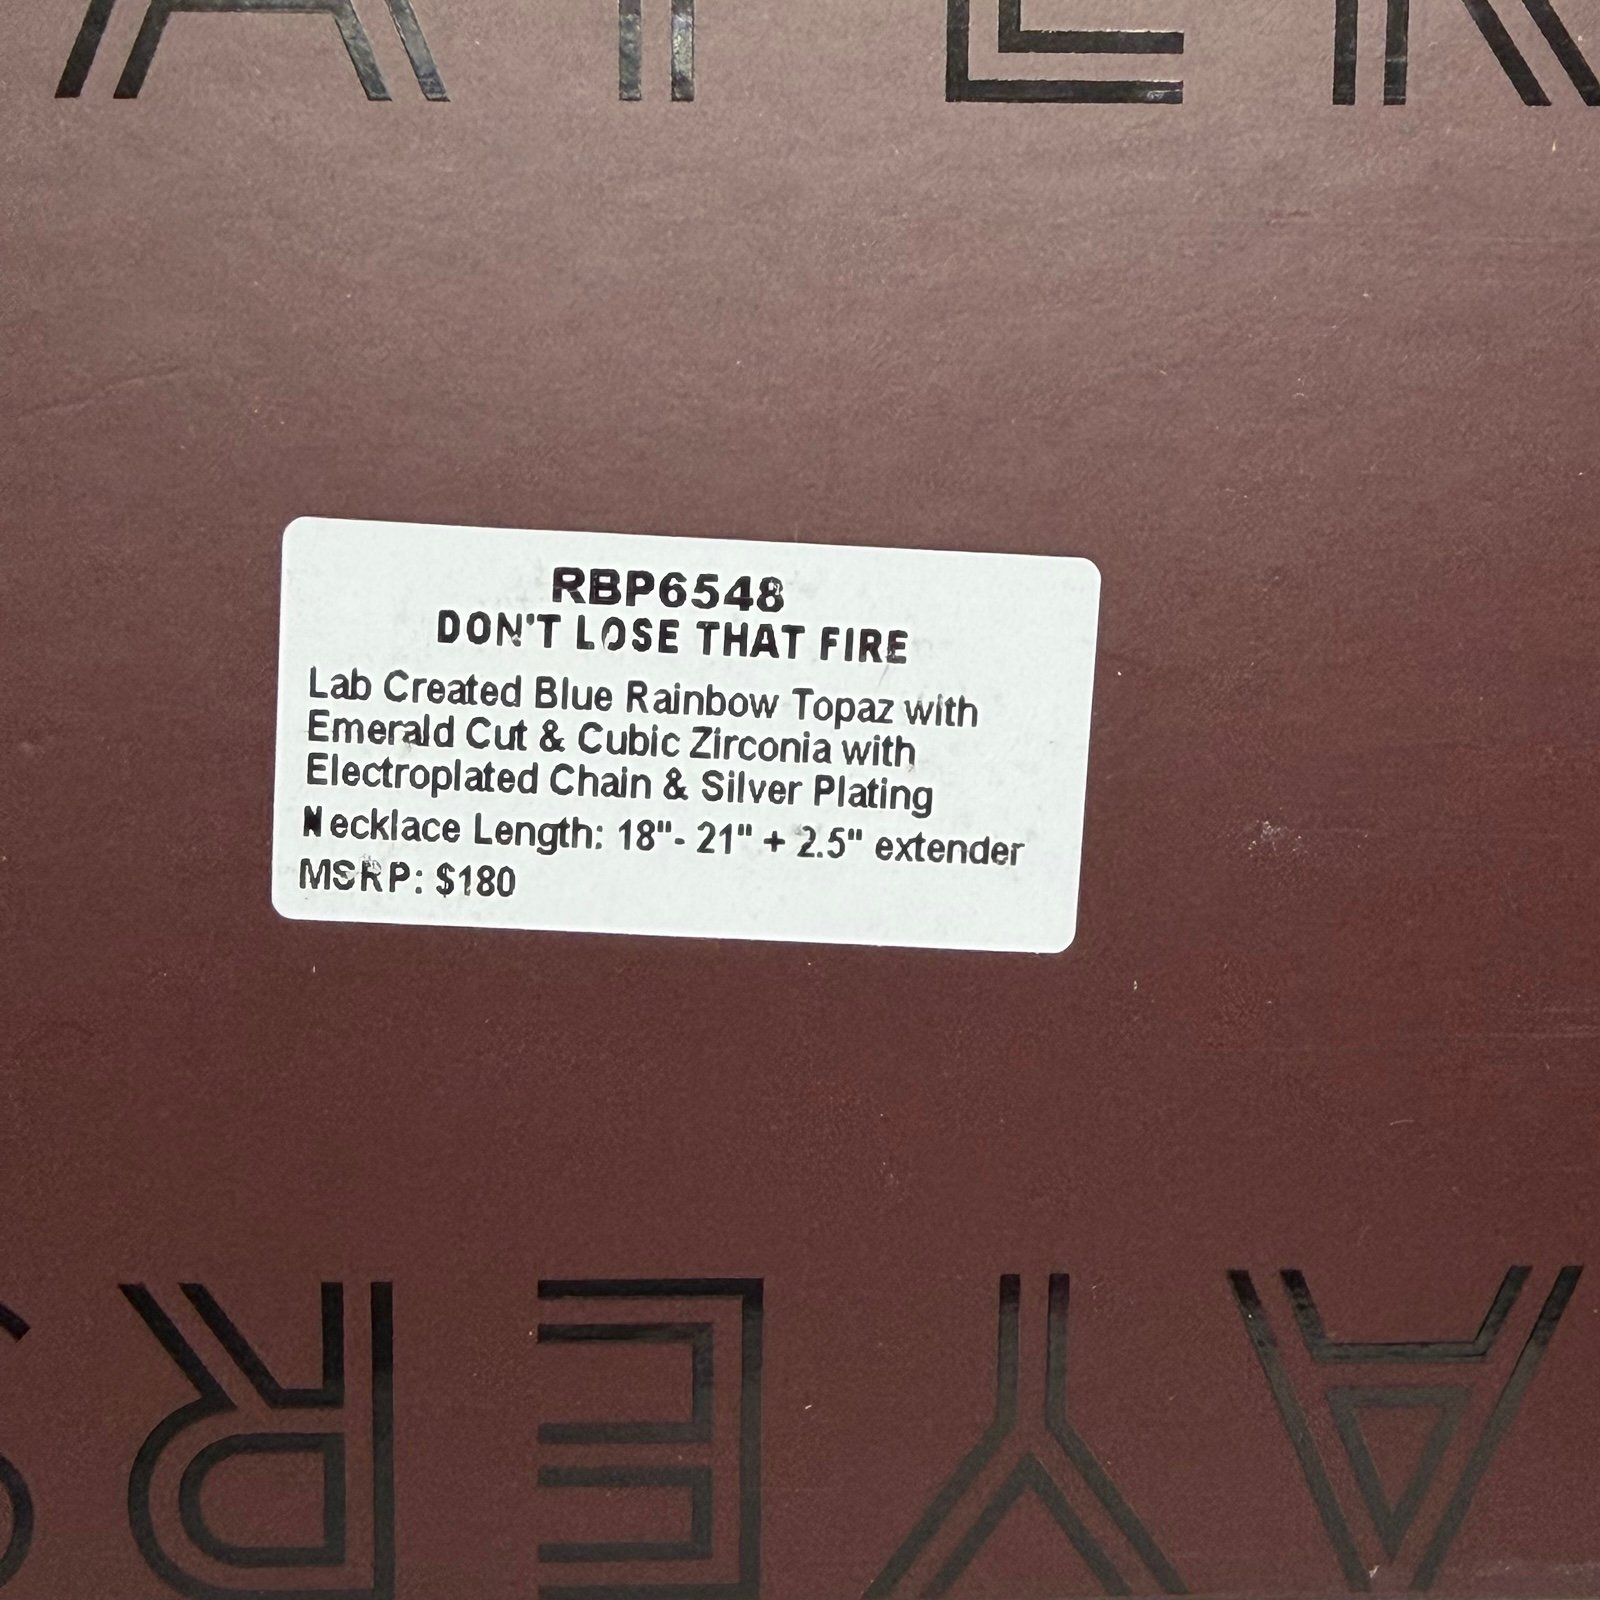 RBP6548
DON'T LOSE THAT FIRE
Lab Created Blue Rainbow Topaz with
Emerald Cut & Cubic Zirconia with
Electroplated Chain & Silver Plating
Necklace Length: 18"- 21" + 2.5" extender
MSRP: $180